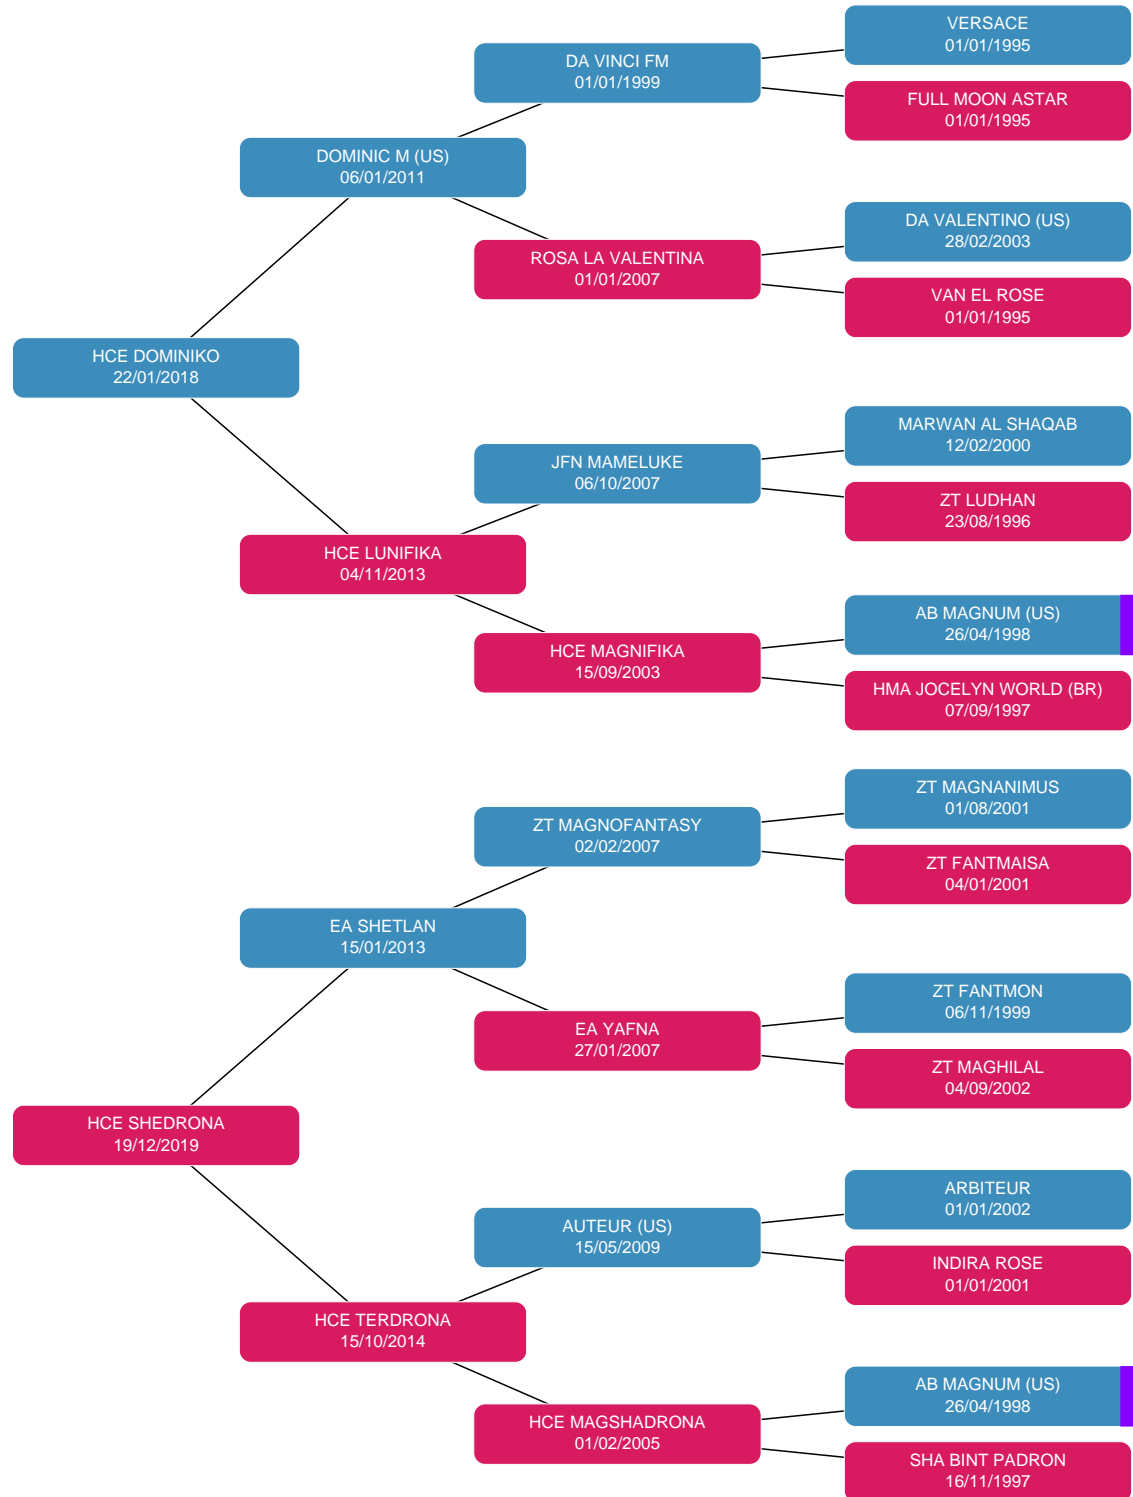 VERSACE
01/01/1995
DA VINCI FM
01/01/1999
FULL MOON ASTAR
01/01/1995
DOMINIC M (US)
06/01/2011
DA VALENTINO (US)
28/02/2003
ROSA LA VALENTINA
01/01/2007
VAN EL ROSE
01/01/1995
HCE DOMINIKO
22/01/2018
MARWAN AL SHAQAB
12/02/2000
JFN MAMELUKE
06/10/2007
ZT LUDHAN
23/08/1996
HCE LUNIFIKA
04/11/2013
AB MAGNUM (US)
26/04/1998
HCE MAGNIFIKA
15/09/2003
HMA JOCELYN WORLD (BR)
07/09/1997
ZT MAGNANIMUS
01/08/2001
ZT MAGNOFANTASY
02/02/2007
ZT FANTMAISA
04/01/2001
EA SHETLAN
15/01/2013
ZT FANTMON
06/11/1999
EA YAFNA
27/01/2007
ZT MAGHILAL
04/09/2002
HCE SHEDRONA
19/12/2019
ARBITEUR
01/01/2002
AUTEUR (US)
15/05/2009
INDIRA ROSE
01/01/2001
HCE TERDRONA
15/10/2014
AB MAGNUM (US)
26/04/1998
HCE MAGSHADRONA
01/02/2005
SHA BINT PADRON
16/11/1997